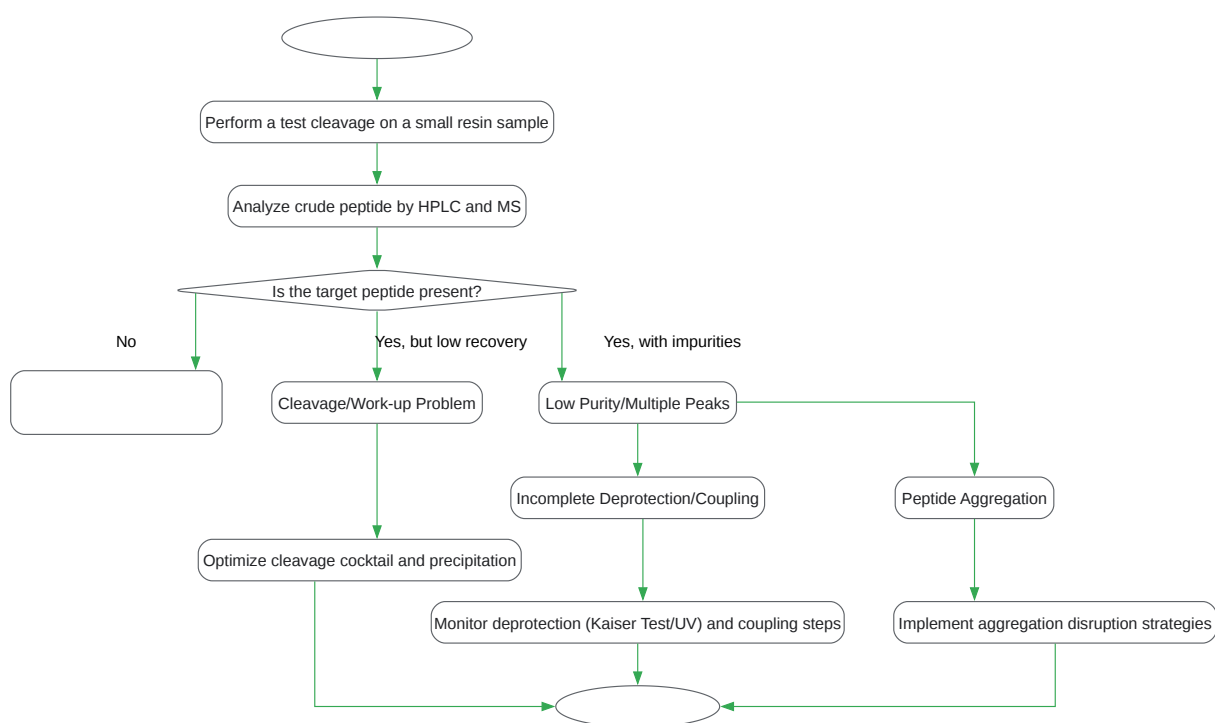 Perform a test cleavage on a small resin sample
Analyze crude peptide by HPLC and MS
Is the target peptide present?
No
Yes, but low recovery
Yes, with impurities
Cleavage/Work-up Problem
Low Purity/Multiple Peaks
Incomplete Deprotection/Coupling
Peptide Aggregation
Optimize cleavage cocktail and precipitation
Monitor deprotection (Kaiser Test/UV) and coupling steps
Implement aggregation disruption strategies